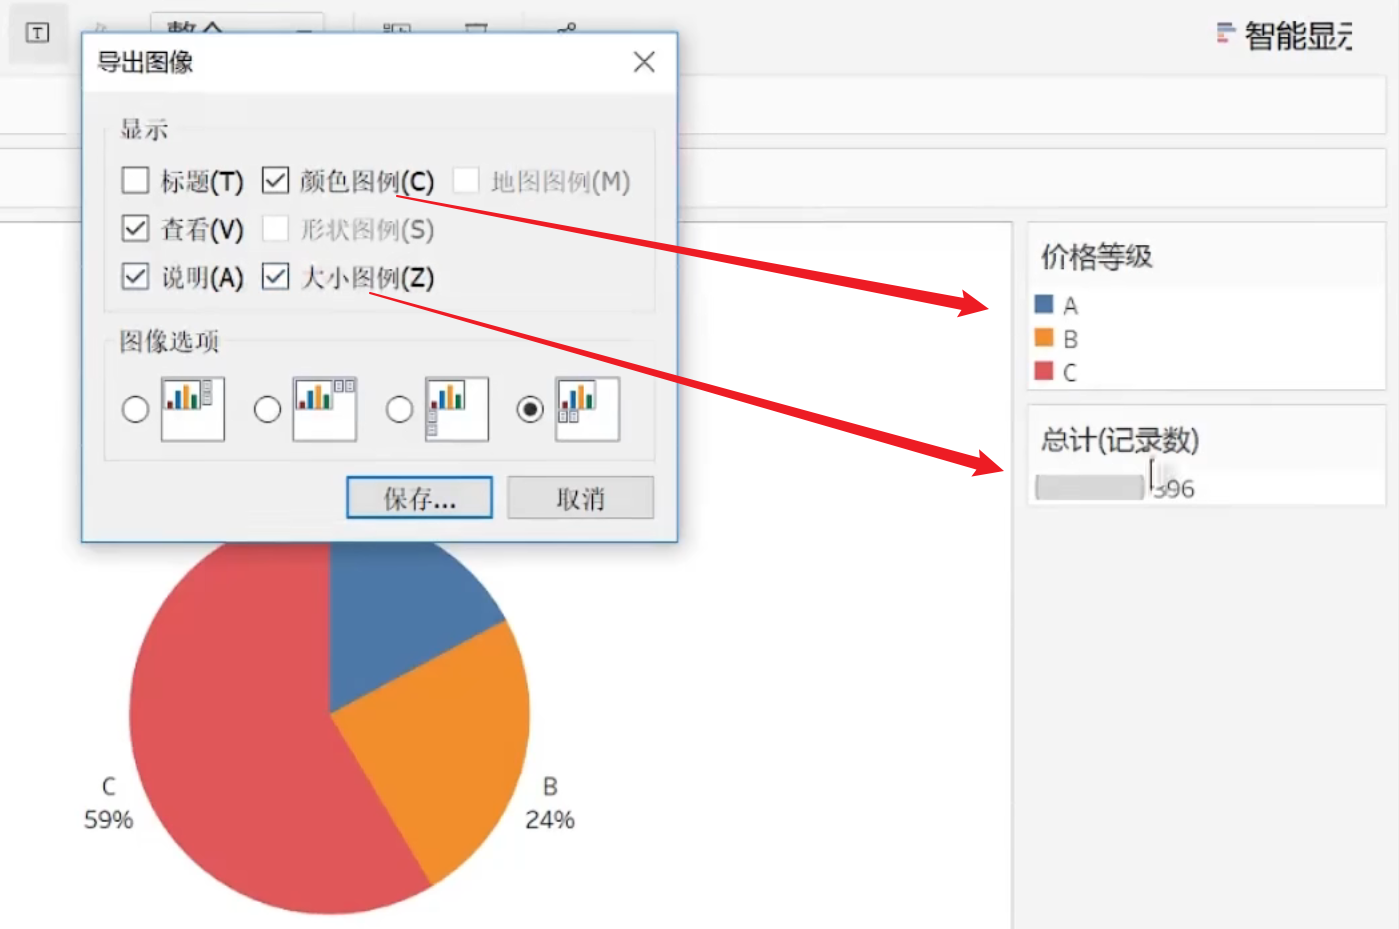 T
智能显示
导出图像
显示
标题(T) 颜色图例(C) 地图图例(M)
查看(V) 形状图例(S)
说明(A) 大小图例(Z)
图像选项
保存... 取消
价格等级
A
B
C
总计(记录数)
396
C
59%
B
24%